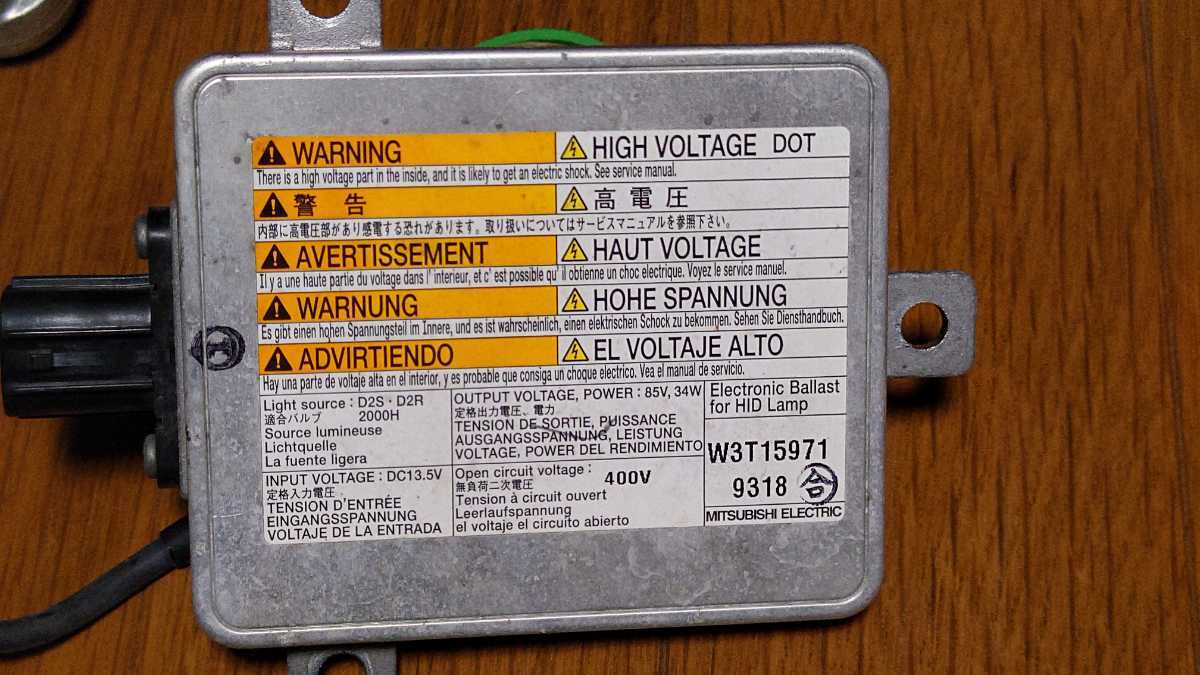 WARNING HIGH VOLTAGE DOT
There is a high voltage part in the inside, and it is likely to get an electric shock. See service manual.
警告 高電圧
内部に高電圧部があり感電する恐れがあります。取り扱いについてはサービスマニュアルを参照下さい。
AVERTISSEMENT HAUT VOLTAGE
Il y a une haute partie du voltage dans l' interieur, et c' est possible qu' il obtienne un choc electrique. Voyez le service manuel.
WARNUNG HOHE SPANNUNG
Es gibt einen hohen Spannungsteil im Innere, und es ist wahrscheinlich, einen elektrischen Schock zu bekommen. Sehen Sie Diensthandbuch.
ADVIRTIENDO EL VOLTAJE ALTO
Hay una parte de voltaje alta en el interior, y es probable que consiga un choque eléctrico. Vea el manual de servicio.
Light source : D2S・D2R
適合バルブ 2000H
Source lumineuse
Lichtquelle
La fuente ligera
INPUT VOLTAGE : DC13.5V
定格入力電圧
TENSION D'ENTRÉE
EINGANGSSPANNUNG
VOLTAJE DE LA ENTRADA
OUTPUT VOLTAGE, POWER : 85V, 34W
定格出力電圧、電力
TENSION DE SORTIE, PUISSANCE
AUSGANGSSPANNUNG, LEISTUNG
VOLTAJE, POWER DEL RENDIMIENTO
Open circuit voltage : 400V
無負荷二次電圧
Tension à circuit ouvert
Leerlaufspannung
el voltaje el circuito abierto
Electronic Ballast
for HID Lamp
W3T15971
9318 合
MITSUBISHI ELECTRIC